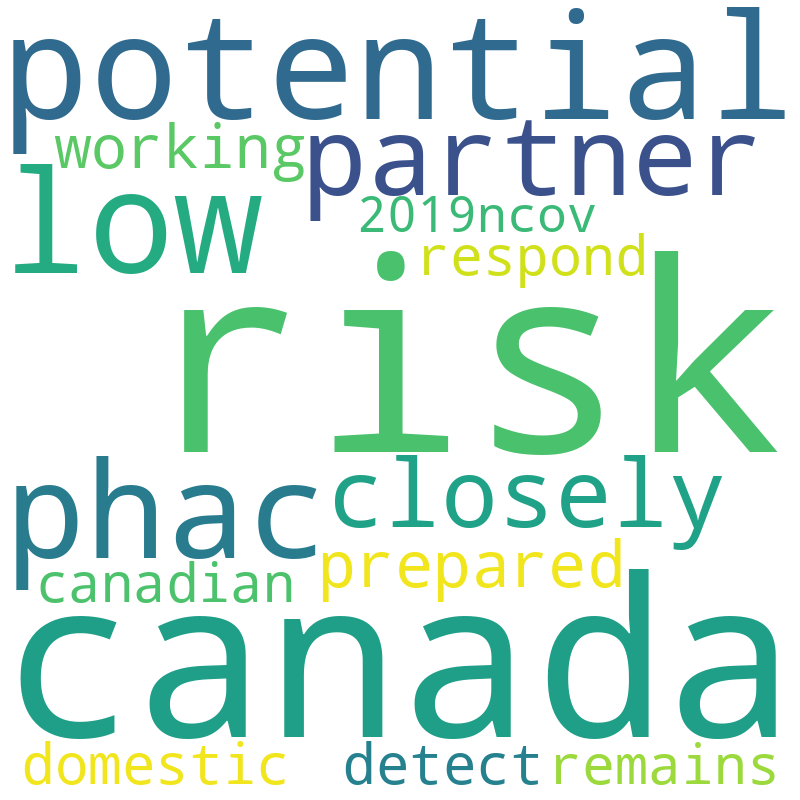 potential
working partner
low 2019ncov
respond
risk
phac closely
canadian prepared
canada
domestic detect remains